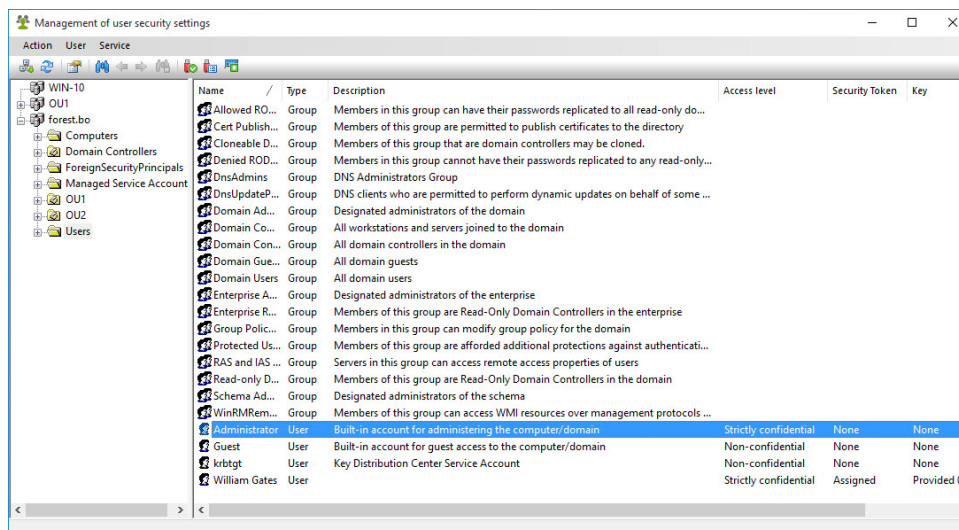 Management of user security settings
Action User Service
WIN-10
OU1
forest.bo
Computers
Domain Controllers
ForeignSecurityPrincipals
Managed Service Account
OU1
OU2
Users
Name / Type Description Access level Security Token Key
Allowed RO... Group Members in this group can have their passwords replicated to all read-only do...
Cert Publish... Group Members of this group are permitted to publish certificates to the directory
Cloneable D... Group Members of this group that are domain controllers may be cloned.
Denied ROD... Group Members in this group cannot have their passwords replicated to any read-only...
DnsAdmins Group DNS Administrators Group
DnsUpdateP... Group DNS clients who are permitted to perform dynamic updates on behalf of some ...
Domain Ad... Group Designated administrators of the domain
Domain Co... Group All workstations and servers joined to the domain
Domain Con... Group All domain controllers in the domain
Domain Gue... Group All domain guests
Domain Users Group All domain users
Enterprise A... Group Designated administrators of the enterprise
Enterprise R... Group Members of this group are Read-Only Domain Controllers in the enterprise
Group Polic... Group Members in this group can modify group policy for the domain
Protected Us... Group Members of this group are afforded additional protections against authenticati...
RAS and IAS ... Group Servers in this group can access remote access properties of users
Read-only D... Group Members of this group are Read-Only Domain Controllers in the domain
Schema Ad... Group Designated administrators of the schema
WinRMRem... Group Members of this group can access WMI resources over management protocols ...
Administrator User Built-in account for administering the computer/domain Strictly confidential None None
Guest User Built-in account for guest access to the computer/domain Non-confidential None None
krbtgt User Key Distribution Center Service Account Non-confidential None None
William Gates User Strictly confidential Assigned Provided